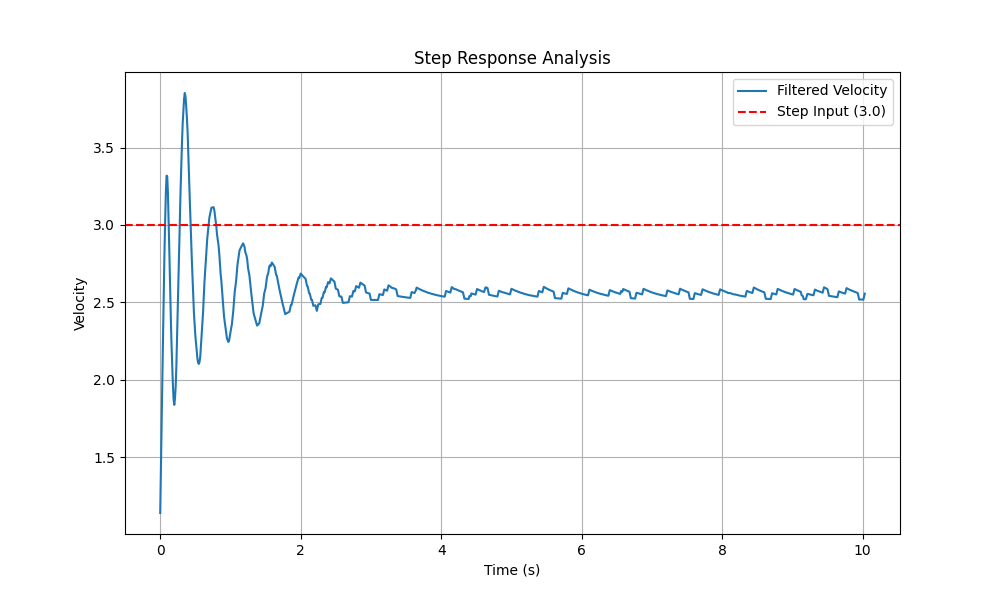 Step Response Analysis
Filtered Velocity
Step Input (3.0)
Velocity
3.5
3.0
2.5
2.0
1.5
0
2
4
6
8
10
Time (s)